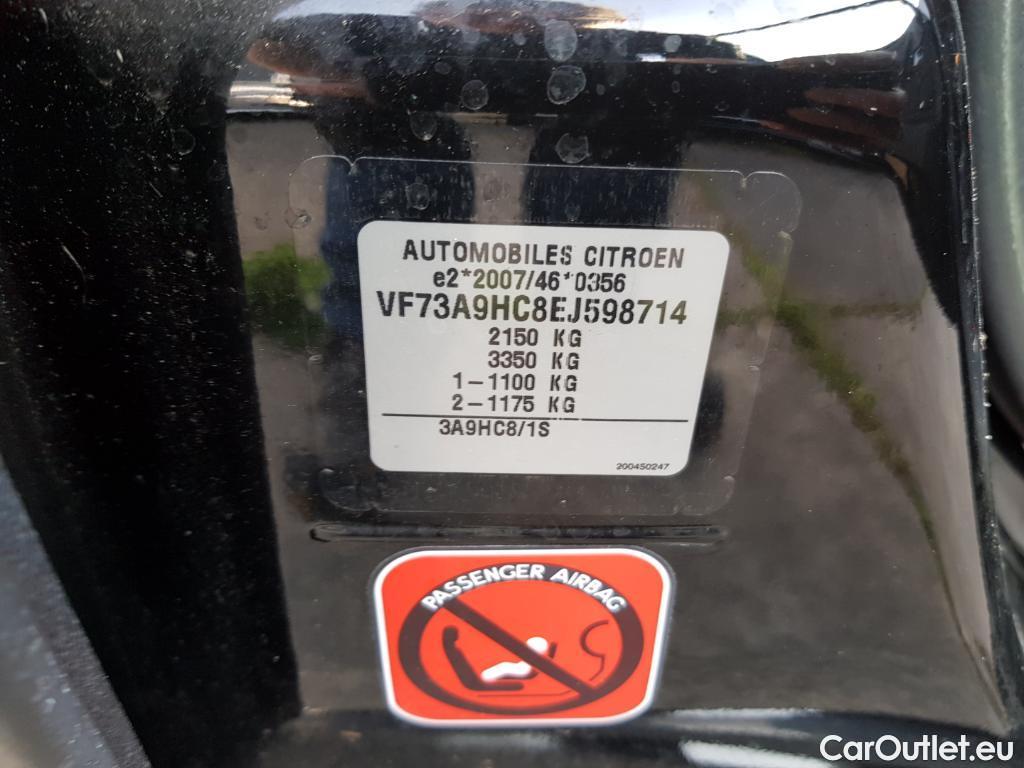 AUTOMOBILES CITROEN
e2*2007/46*0356
VF73A9HC8EJ598714
2150 KG
3350 KG
1-1100 KG
2-1175 KG
3A9HC8/1S
200450247
PASSENGER AIRBAG
CarOutlet.eu